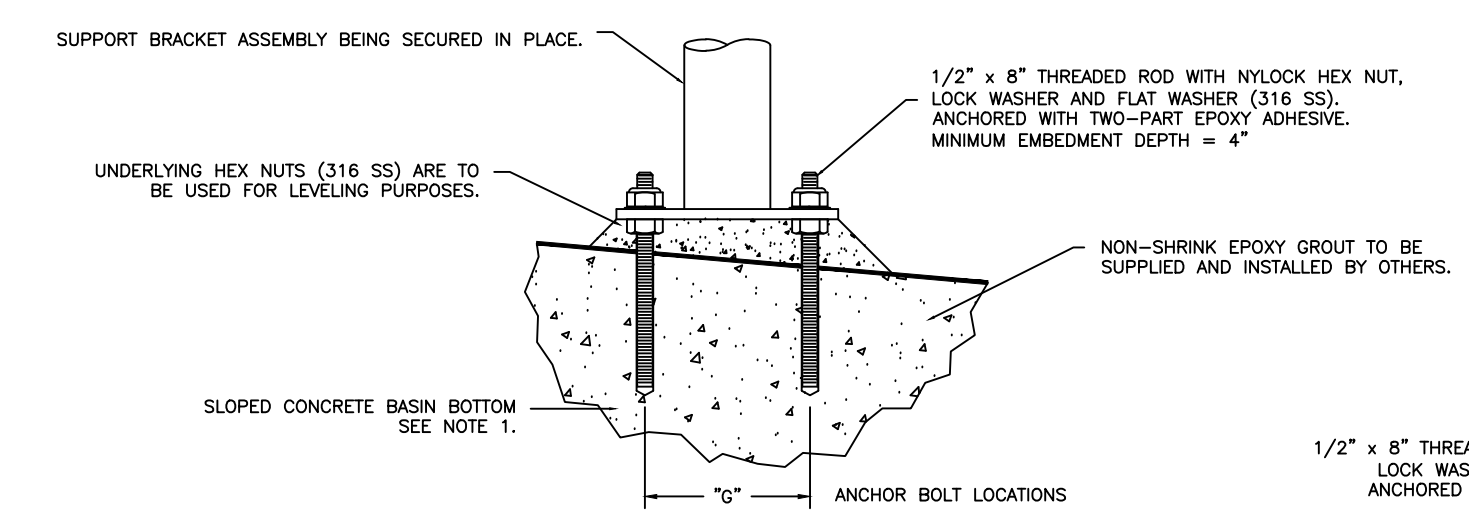 SUPPORT BRACKET ASSEMBLY BEING SECURED IN PLACE.
1/2" x 8" THREADED ROD WITH NYLOCK HEX NUT,
LOCK WASHER AND FLAT WASHER (316 SS).
ANCHORED WITH TWO-PART EPOXY ADHESIVE.
MINIMUM EMBEDMENT DEPTH = 4"
UNDERLYING HEX NUTS (316 SS) ARE TO
BE USED FOR LEVELING PURPOSES.
NON-SHRINK EPOXY GROUT TO BE
SUPPLIED AND INSTALLED BY OTHERS.
SLOPED CONCRETE BASIN BOTTOM
SEE NOTE 1.
"G"
ANCHOR BOLT LOCATIONS
1/2" x 8"
LOCK
ANCHORED